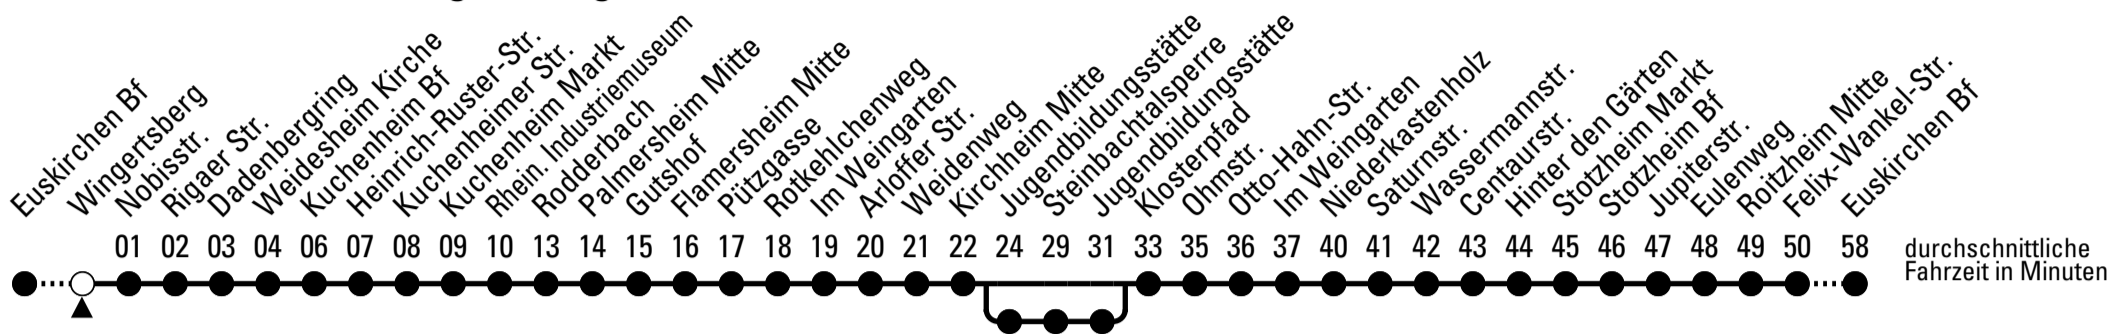 Euskirchen Bf
Wingertsberg
Nobisstr.
Rigaer Str.
Dadenbergring
Weidesheim Kirche
Kuchenheim Bf
Heinrich-Ruster-Str.
Kuchenheimer Str.
Kuchenheim Markt
Rhein. Industriemuseum
Rodderbach
Palmersheim Mitte
Gutshof
Flamersheim Mitte
Pützgasse
Rotkehlchenweg
Im Weingarten
Arloffer Str.
Weidenweg
Kirchheim Mitte
Jugendbildungsstätte
Steinbachtalsperre
Jugendbildungsstätte
Klosterpfad
Ohmstr.
Otto-Hahn-Str.
Im Weingarten
Niederkastenholz
Saturnstr.
Wassermannstr.
Centaurstr.
Hinter den Gärten
Stotzheim Markt
Stotzheim Bf
Jupiterstr.
Eulenweg
Roitzheim Mitte
Felix-Wankel-Str.
Euskirchen Bf
01 02 03 04 06 07 08 09 10 13 14 15 16 17 18 19 20 21 22 24 29 31 33 35 36 37 40 41 42 43 44 45 46 47 48 49 50 58
durchschnittliche
Fahrzeit in Minuten